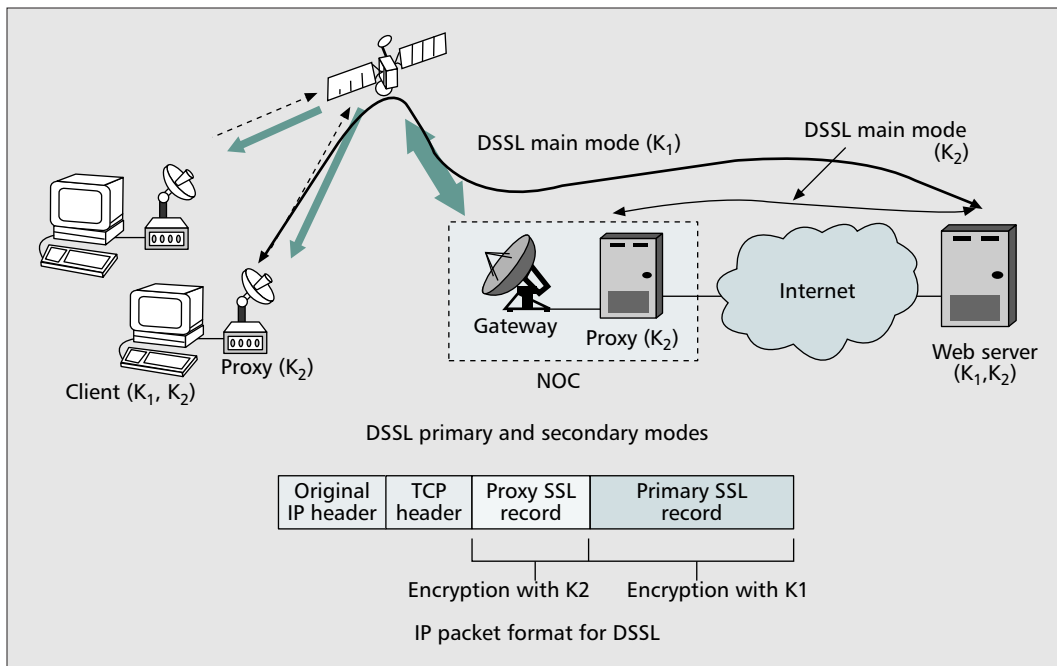 DSSL main mode (K₁)
DSSL main mode
(K₂)
Gateway
Proxy (K₂)
NOC
Internet
Web server
(K₁,K₂)
Proxy (K₂)
Client (K₁, K₂)
DSSL primary and secondary modes
Original
IP header
TCP
header
Proxy SSL
record
Primary SSL
record
Encryption with K2
Encryption with K1
IP packet format for DSSL